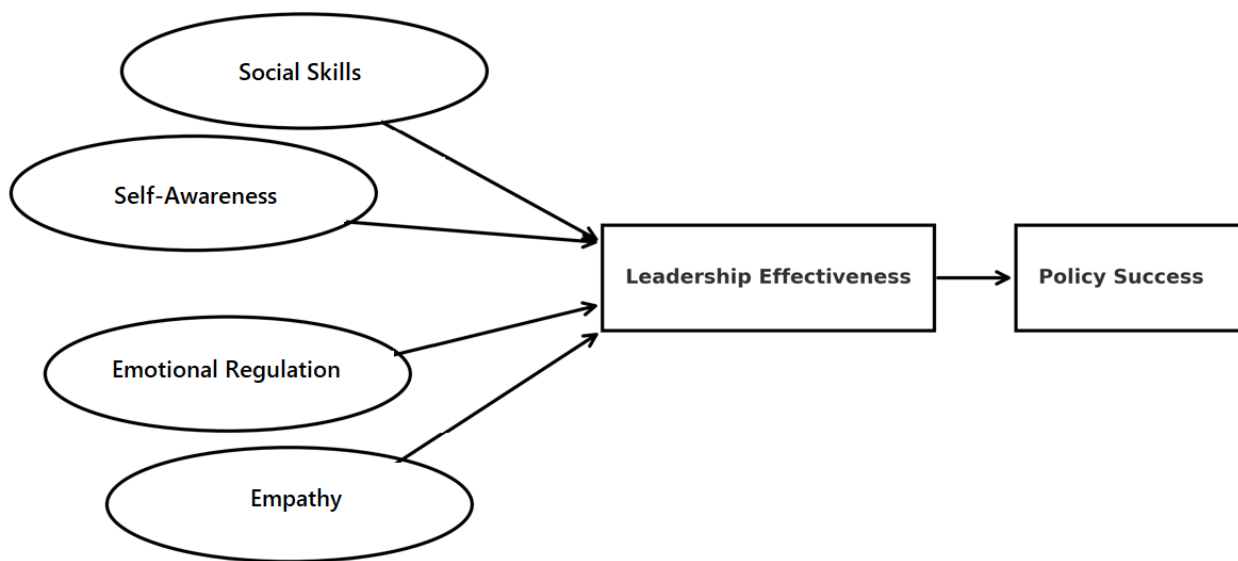 Social Skills
Self-Awareness
Leadership Effectiveness
Policy Success
Emotional Regulation
Empathy